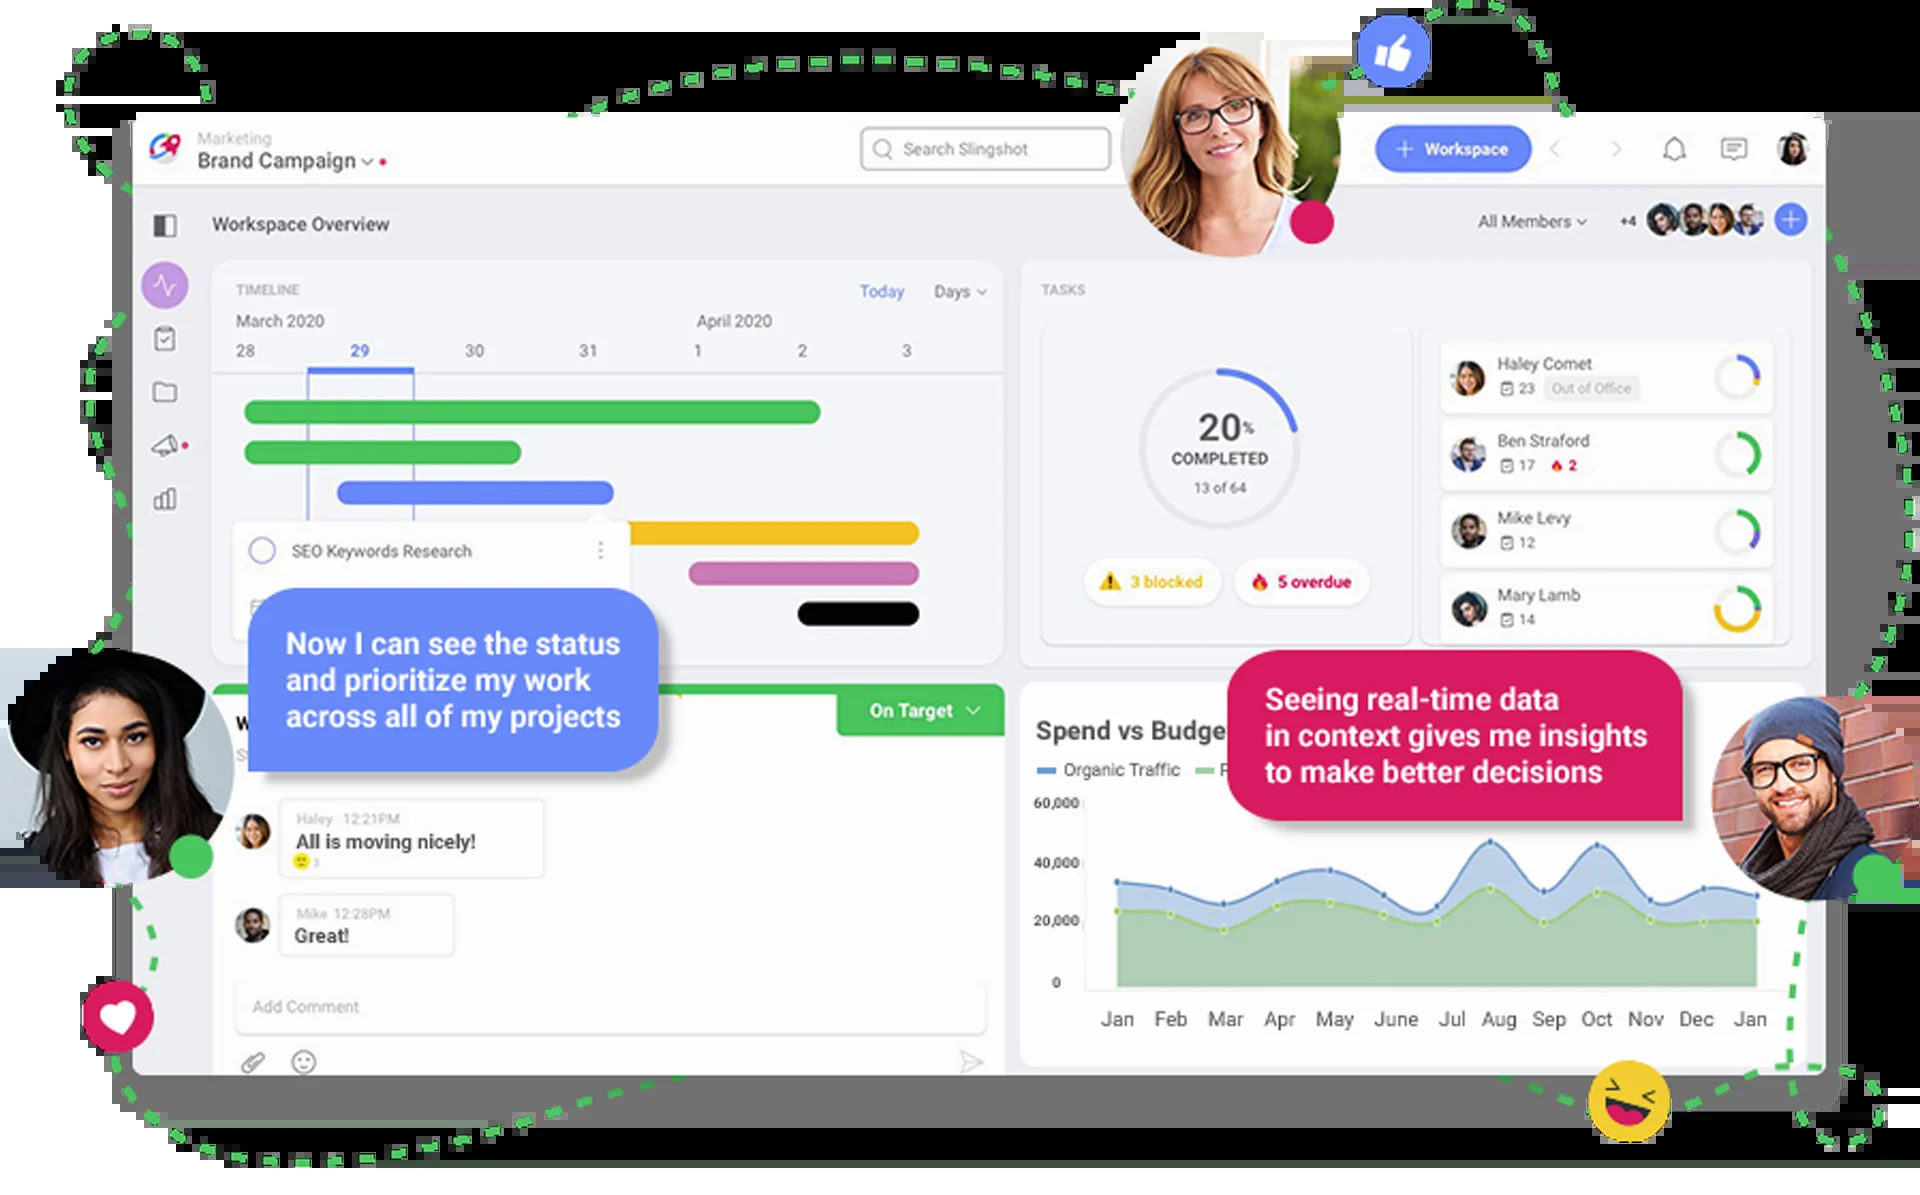 Marketing
Brand Campaign
Search Slingshot
+ Workspace
Workspace Overview
All Members
+4
TIMELINE
Today
Days
March 2020
April 2020
28 29 30 31 1 2 3
SEO Keywords Research
Now I can see the status
and prioritize my work
across all of my projects
On Target
Haley 12:21PM
All is moving nicely!
3
Mike 12:28PM
Great!
Add Comment
TASKS
20%
COMPLETED
13 of 64
3 blocked
5 overdue
Haley Comet
23 Out of Office
Ben Straford
17 2
Mike Levy
12
Mary Lamb
14
Seeing real-time data
in context gives me insights
to make better decisions
Spend vs Budge
Organic Traffic
60,000
40,000
20,000
0
Jan Feb Mar Apr May June Jul Aug Sep Oct Nov Dec Jan